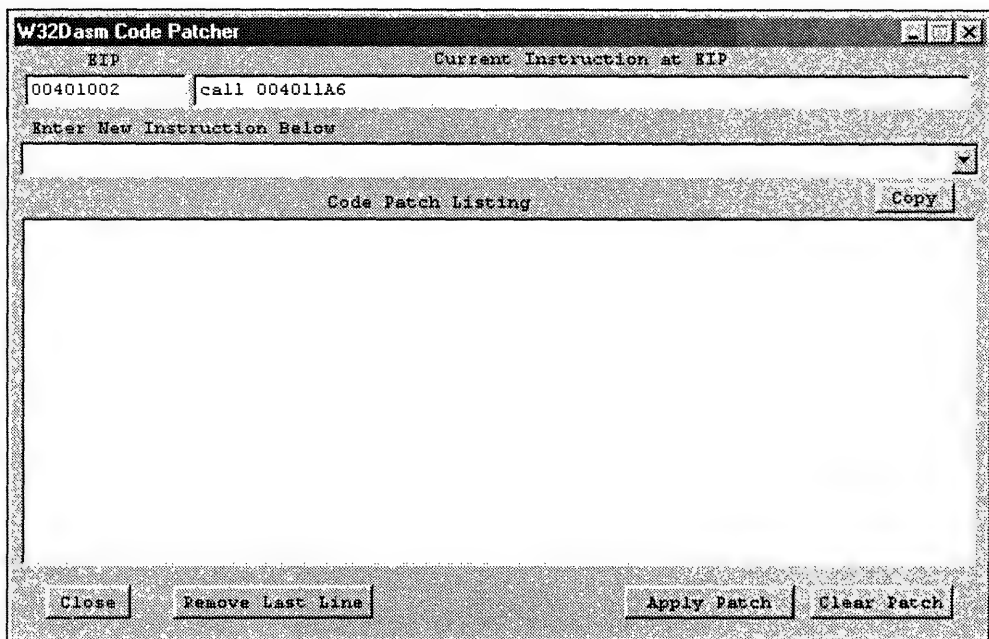 W32Dasm Code Patcher
EIP Current Instruction at EIP
00401002 call 004011A6
Enter New Instruction Below
Code Patch Listing Copy
Close Remove Last Line Apply Patch Clear Patch